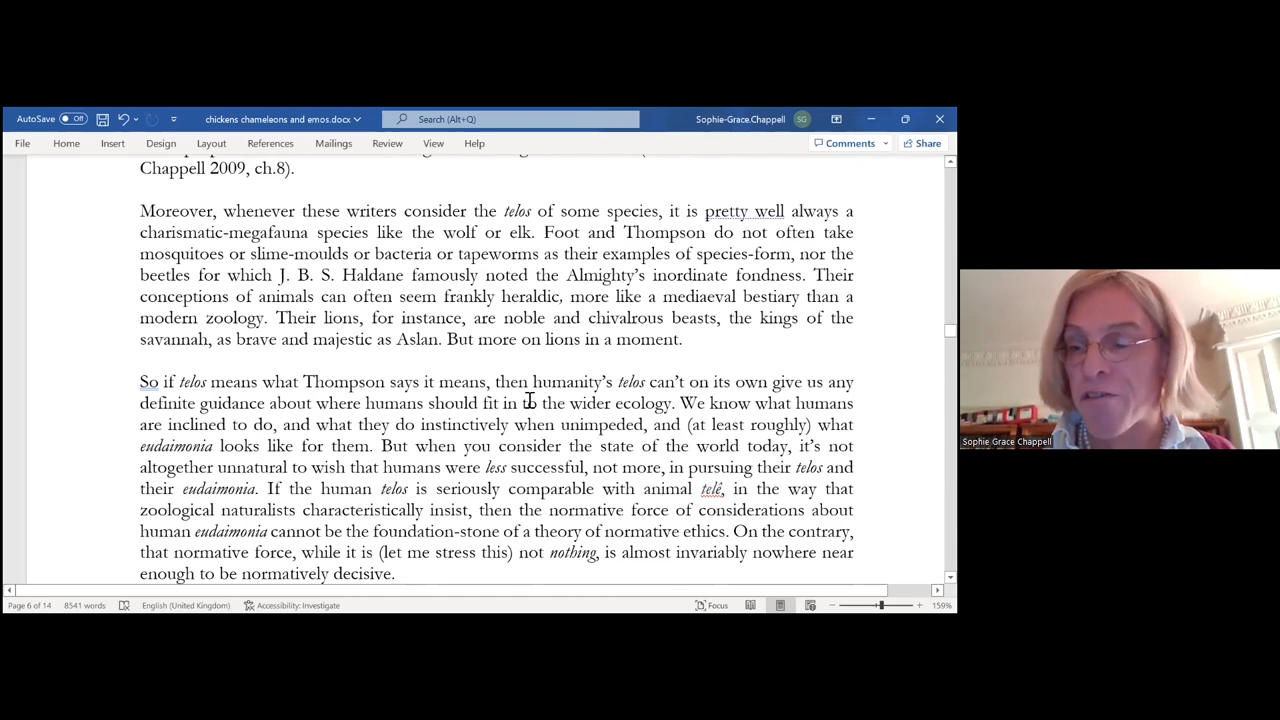 AutoSave Off chickens chameleons and emos.docx Search (Alt+Q) Sophie-Grace.Chappell SG
File Home Insert Design Layout References Mailings Review View Help Comments Share
Chappell 2009, ch.8).
Moreover, whenever these writers consider the telos of some species, it is pretty well always a
charismatic-megafauna species like the wolf or elk. Foot and Thompson do not often take
mosquitoes or slime-moulds or bacteria or tapeworms as their examples of species-form, nor the
beetles for which J. B. S. Haldane famously noted the Almighty's inordinate fondness. Their
conceptions of animals can often seem frankly heraldic, more like a mediaeval bestiary than a
modern zoology. Their lions, for instance, are noble and chivalrous beasts, the kings of the
savannah, as brave and majestic as Aslan. But more on lions in a moment.
So if telos means what Thompson says it means, then humanity's telos can't on its own give us any
definite guidance about where humans should fit in to the wider ecology. We know what humans
are inclined to do, and what they do instinctively when unimpeded, and (at least roughly) what
eudaimonia looks like for them. But when you consider the state of the world today, it's not
altogether unnatural to wish that humans were less successful, not more, in pursuing their telos and
their eudaimonia. If the human telos is seriously comparable with animal telê, in the way that
zoological naturalists characteristically insist, then the normative force of considerations about
human eudaimonia cannot be the foundation-stone of a theory of normative ethics. On the contrary,
that normative force, while it is (let me stress this) not nothing, is almost invariably nowhere near
enough to be normatively decisive.
Page 6 of 14 8541 words English (United Kingdom) Accessibility: Investigate Focus 159%
Sophie Grace Chappell